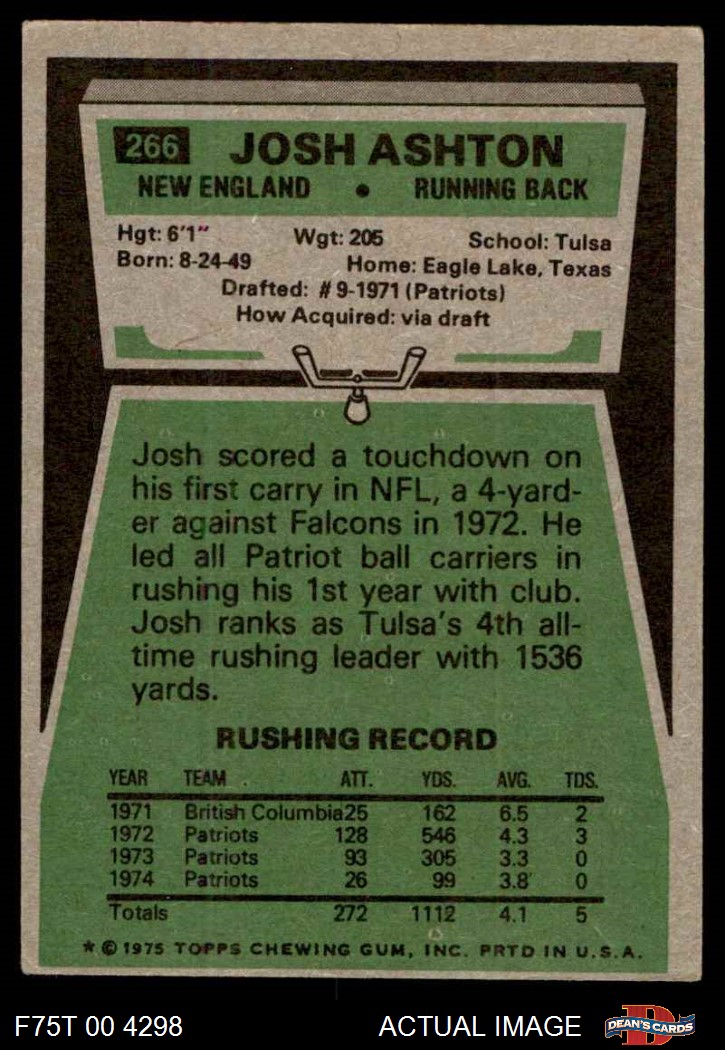 266 JOSH ASHTON
NEW ENGLAND • RUNNING BACK
Hgt: 6'1" Wgt: 205 School: Tulsa
Born: 8-24-49 Home: Eagle Lake, Texas
Drafted: #9-1971 (Patriots)
How Acquired: via draft
Josh scored a touchdown on
his first carry in NFL, a 4-yard-
er against Falcons in 1972. He
led all Patriot ball carriers in
rushing his 1st year with club.
Josh ranks as Tulsa's 4th all-
time rushing leader with 1536
yards.
RUSHING RECORD
YEAR TEAM ATT. YDS. AVG. TDS.
1971 British Columbia 25 162 6.5 2
1972 Patriots 128 546 4.3 3
1973 Patriots 93 305 3.3 0
1974 Patriots 26 99 3.8 0
Totals 272 1112 4.1 5
* © 1975 TOPPS CHEWING GUM, INC. PRTD IN U.S.A.
F75T 00 4298 ACTUAL IMAGE D DEAN'S CARDS